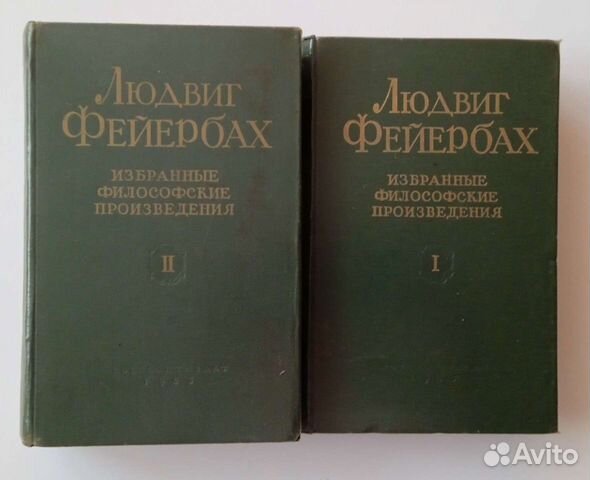 Людвиг
Фейербах
ИЗБРАННЫЕ
ФИЛОСОФСКИЕ
ПРОИЗВЕДЕНИЯ
II
Людвиг
Фейербах
ИЗБРАННЫЕ
ФИЛОСОФСКИЕ
ПРОИЗВЕДЕНИЯ
I
Avito